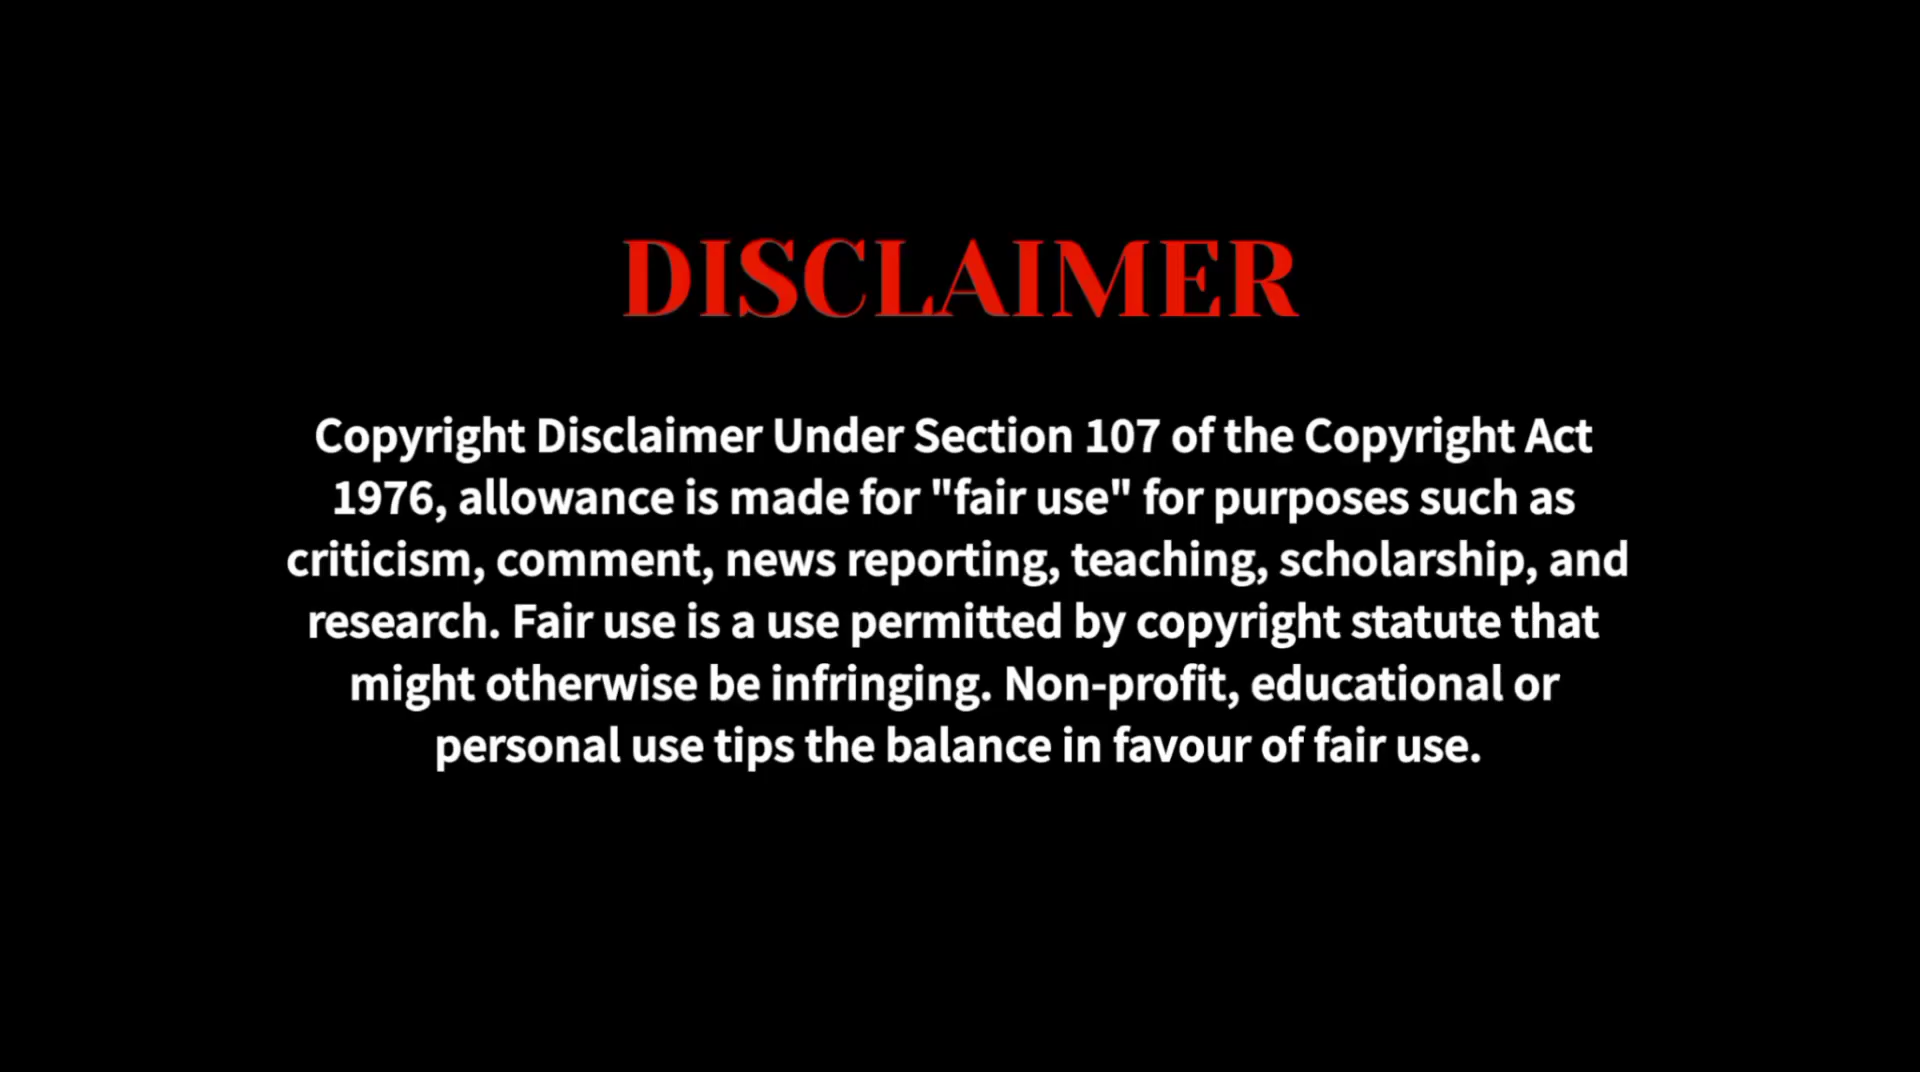 DISCLAIMER
Copyright Disclaimer Under Section 107 of the Copyright Act
1976, allowance is made for "fair use" for purposes such as
criticism, comment, news reporting, teaching, scholarship, and
research. Fair use is a use permitted by copyright statute that
might otherwise be infringing. Non-profit, educational or
personal use tips the balance in favour of fair use.